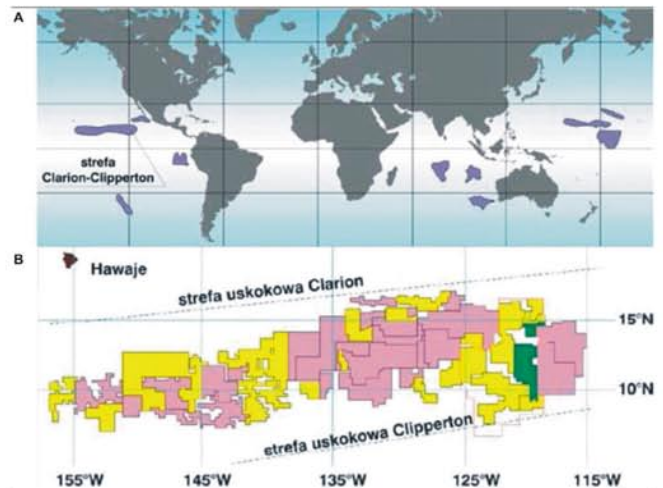 A
strefa
Clarion-Clipperton
B
Hawaje
strefa uskokowa Clarion
15°N
10°N
strefa uskokowa Clipperton
155°W 145°W 135°W 125°W 115°W